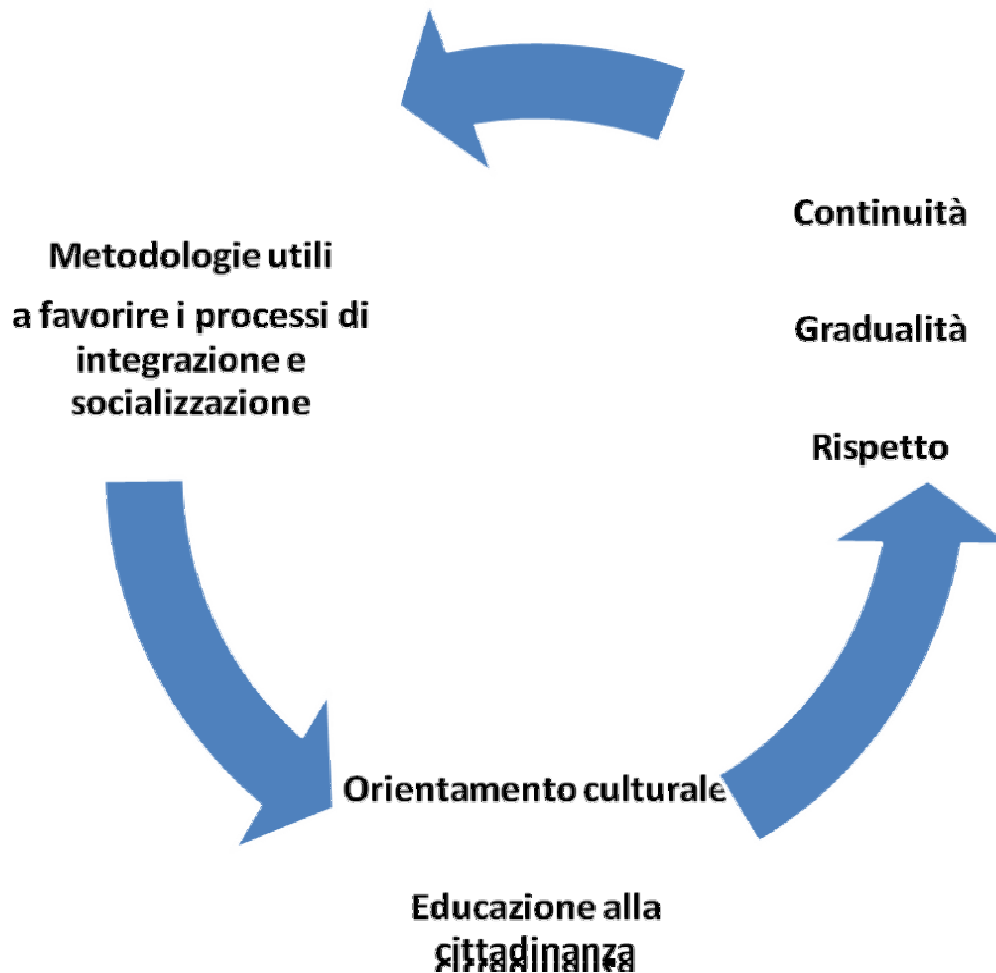 Continuità
Gradualità
Rispetto
Metodologie utili
a favorire i processi di
integrazione e
socializzazione
Orientamento culturale
Educazione alla
cittadinanza